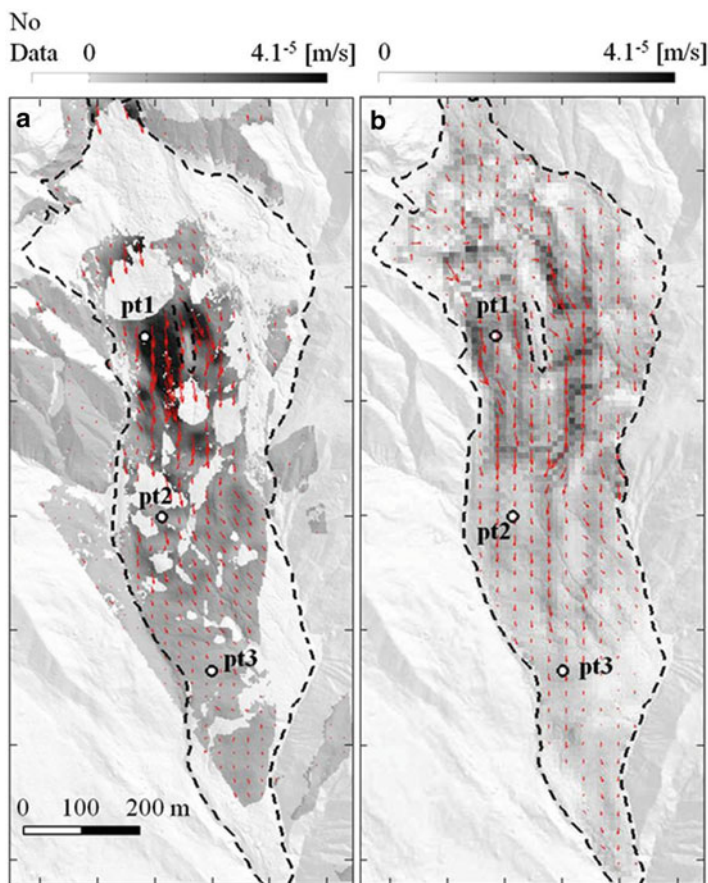 No
Data 0 4.1⁻⁵ [m/s]
0 4.1⁻⁵ [m/s]
a
pt1
pt2
pt3
0 100 200 m
b
pt1
pt2
pt3